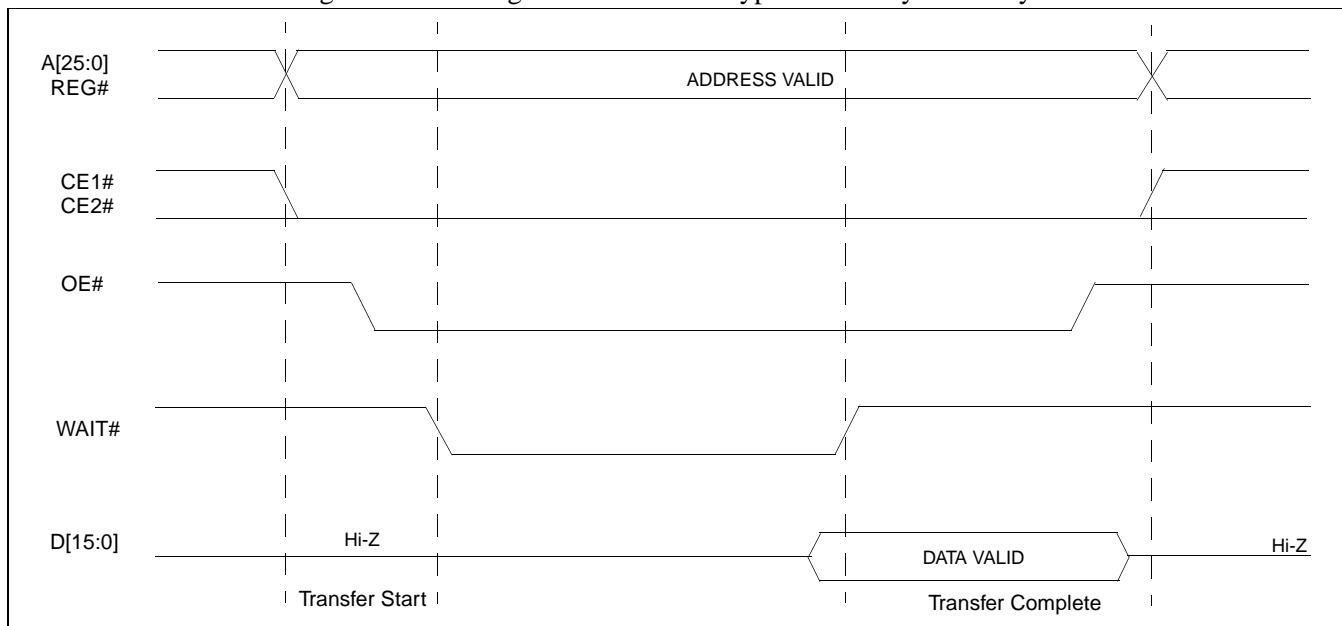 A[25:0]
REG#
ADDRESS VALID
CE1#
CE2#
OE#
WAIT#
D[15:0]
Hi-Z
DATA VALID
Hi-Z
Transfer Start
Transfer Complete